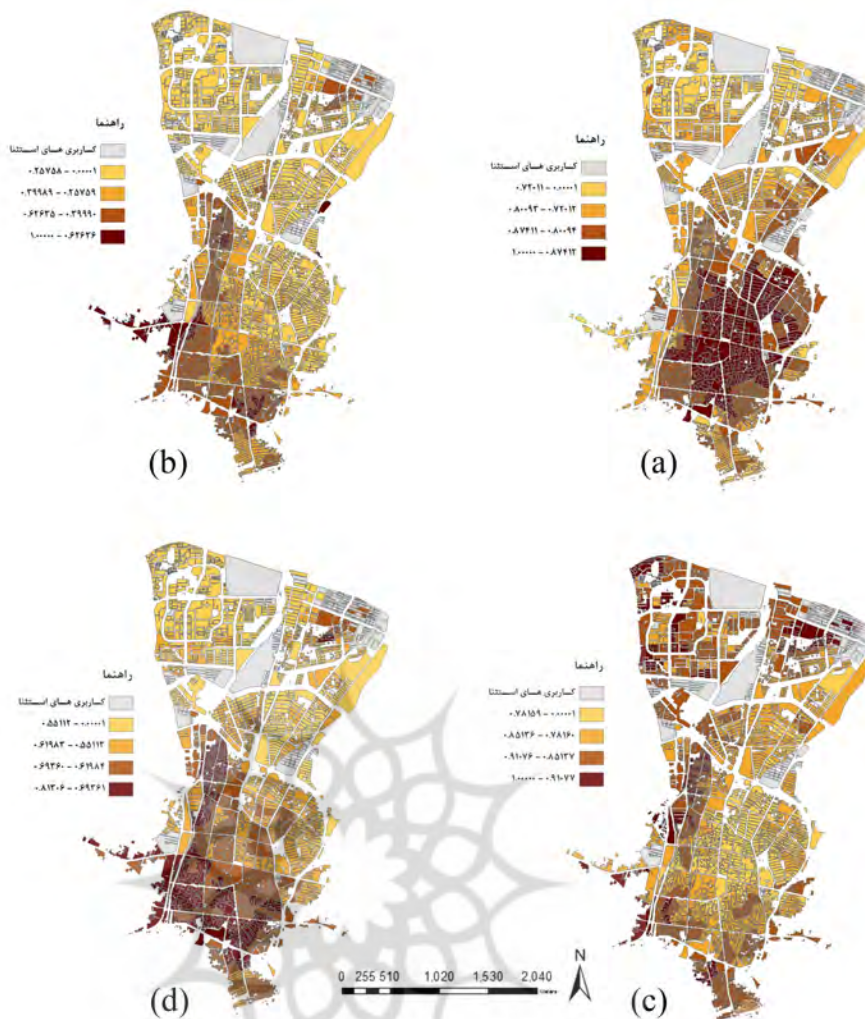 راهنما
کاربری های استثنا
۰.۷۲۰۱۱ - ۰.۰۰۰۰۱
۰.۸۰۰۹۳ - ۰.۷۲۰۱۲
۰.۸۷۴۱۱ - ۰.۸۰۰۹۴
۱.۰۰۰۰۰ - ۰.۸۷۴۱۲
(a)
راهنما
کاربری های استثنا
۰.۲۵۷۵۸ - ۰.۰۰۰۰۱
۰.۳۹۹۸۹ - ۰.۲۵۷۵۹
۰.۶۲۶۳۵ - ۰.۳۹۹۹۰
۱.۰۰۰۰۰ - ۰.۶۲۶۳۶
(b)
راهنما
کاربری های استثنا
۰.۷۸۱۵۹ - ۰.۰۰۰۰۱
۰.۸۵۱۳۶ - ۰.۷۸۱۶۰
۰.۹۱۰۷۶ - ۰.۸۵۱۳۷
۱.۰۰۰۰۰ - ۰.۹۱۰۷۷
(c)
راهنما
کاربری های استثنا
۰.۵۵۱۱۲ - ۰.۰۰۰۰۱
۰.۶۱۹۸۳ - ۰.۵۵۱۱۳
۰.۶۹۳۶۰ - ۰.۶۱۹۸۴
۰.۸۱۳۰۶ - ۰.۶۹۳۶۱
(d)
0 255 510 1,020 1,530 2,040
N